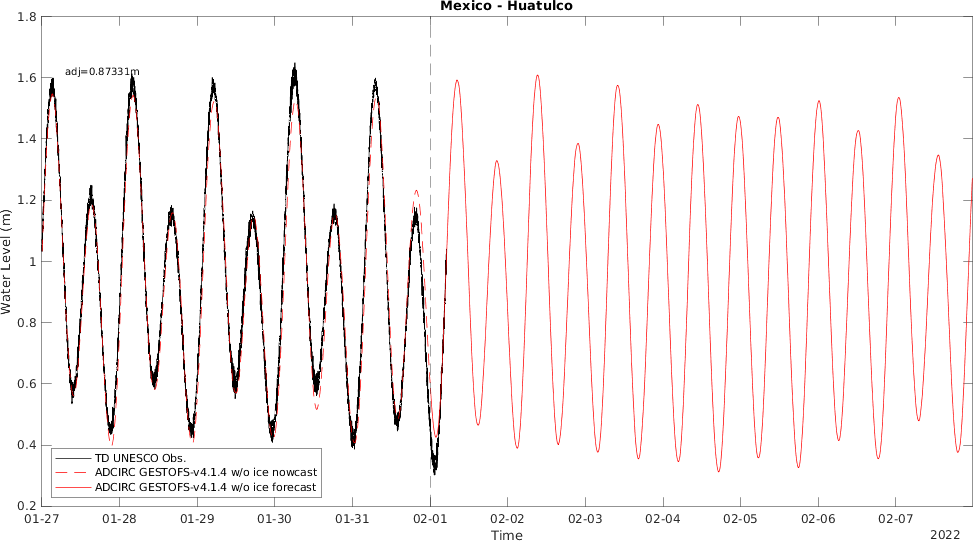 Mexico - Huatulco
1.8
1.6
1.4
1.2
1
0.8
0.6
0.4
0.2
Water Level (m)
adj=0.87331m
TD UNESCO Obs.
ADCIRC GESTOFS-v4.1.4 w/o ice nowcast
ADCIRC GESTOFS-v4.1.4 w/o ice forecast
01-27 01-28 01-29 01-30 01-31 02-01 02-02 02-03 02-04 02-05 02-06 02-07
Time
2022